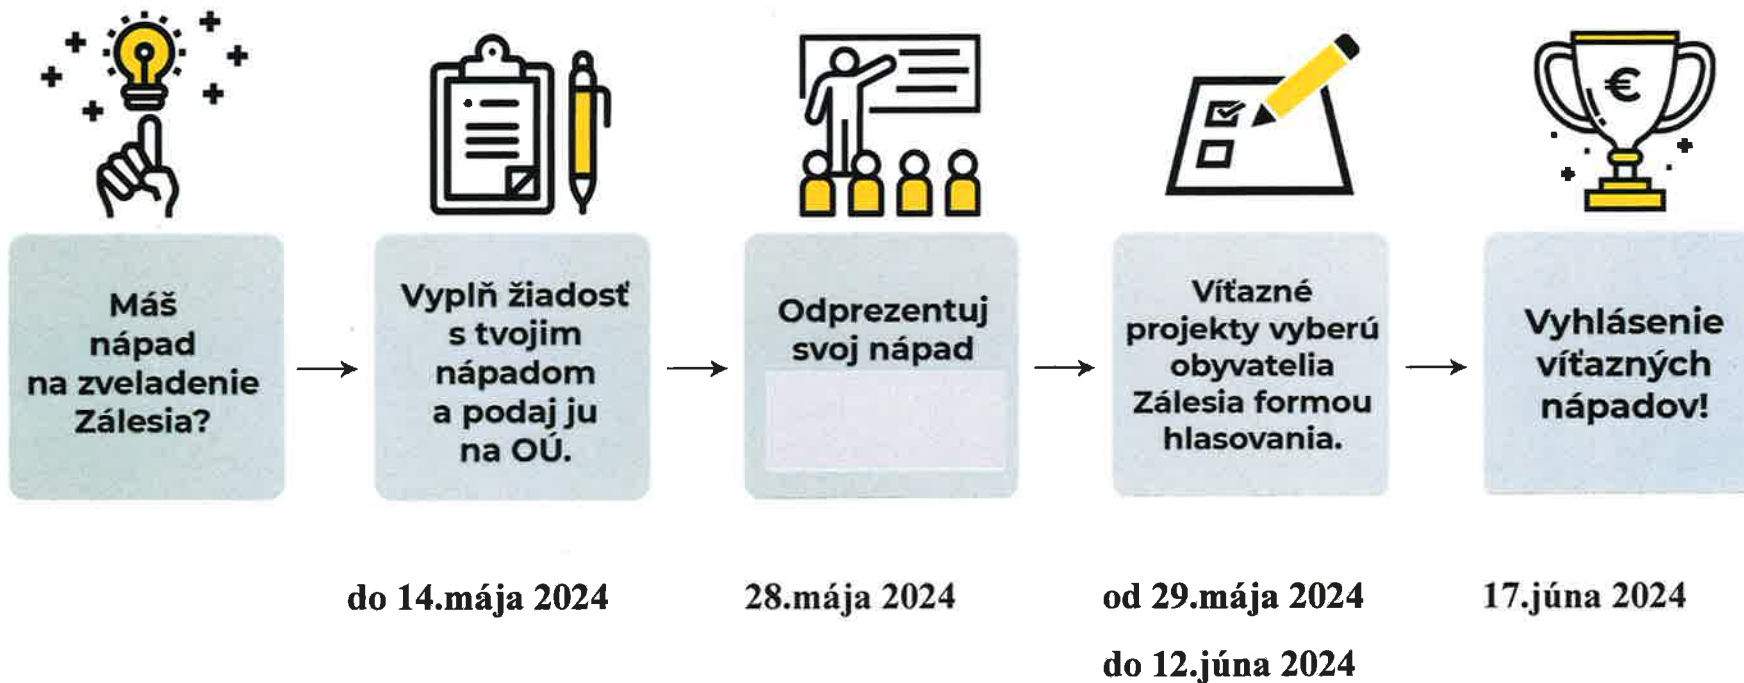 €
Máš
nápad
na zveladenie
Zálesia?
Vyplň žiadosť
s tvojim
nápadom
a podaj ju
na OÚ.
Odprezentuj
svoj nápad
Víťazné
projekty vyberú
obyvatelia
Zálesia formou
hlasovania.
Vyhlásenie
víťazných
nápadov!
do 14.mája 2024
28.mája 2024
od 29.mája 2024
do 12.júna 2024
17.júna 2024